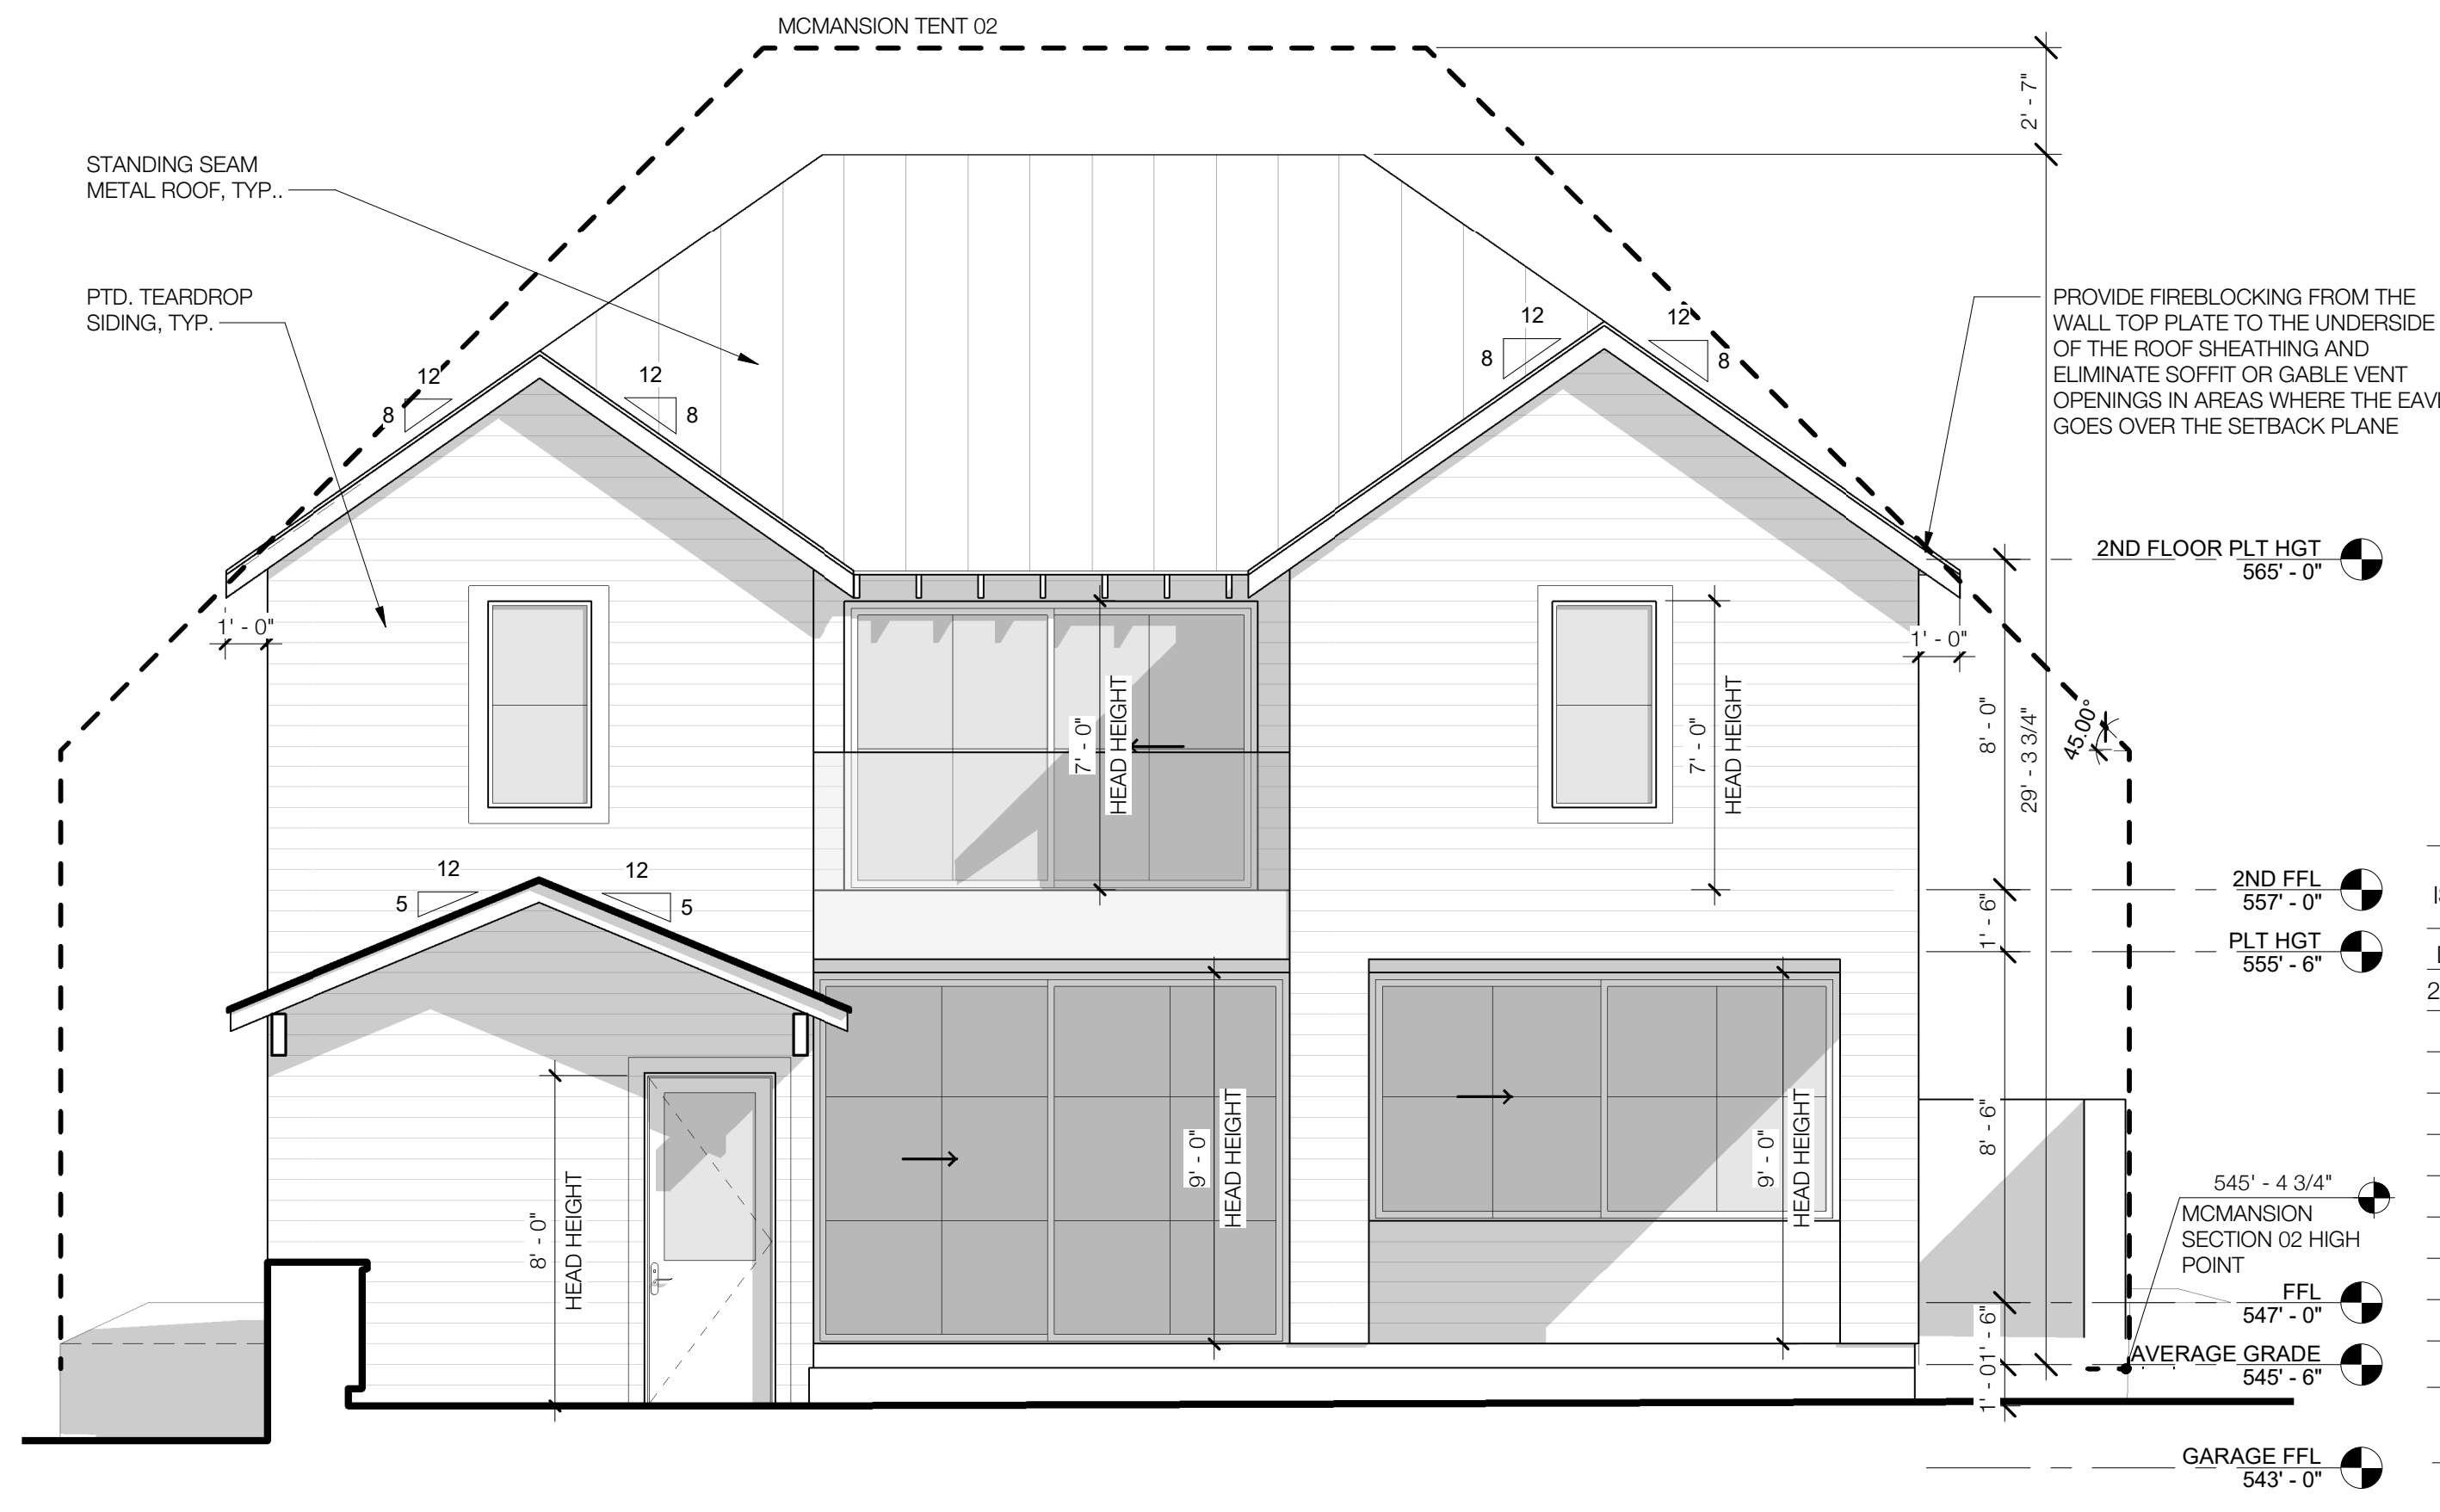 MCMANSION TENT 02
2' - 7"
STANDING SEAM
METAL ROOF, TYP..
PTD. TEARDROP
SIDING, TYP.
PROVIDE FIREBLOCKING FROM THE
WALL TOP PLATE TO THE UNDERSIDE
OF THE ROOF SHEATHING AND
ELIMINATE SOFFIT OR GABLE VENT
OPENINGS IN AREAS WHERE THE
GOES OVER THE SETBACK PLANE
12
8
12
8
12
8
12
8
2ND FLOOR PLT HGT
565' - 0"
1' - 0"
1' - 0"
7' - 0"
HEAD HEIGHT
7' - 0"
HEAD HEIGHT
8' - 0"
29' - 3 3/4"
45.00°
12
5
12
5
2ND FFL
557' - 0"
1' - 6"
PLT HGT
555' - 6"
8' - 0"
HEAD HEIGHT
9' - 0"
HEAD HEIGHT
9' - 0"
HEAD HEIGHT
8' - 6"
545' - 4 3/4"
MCMANSION
SECTION 02 HIGH
POINT
FFL
547' - 0"
1' - 6"
AVERAGE GRADE
545' - 6"
1' - 0
GARAGE FFL
543' - 0"
2